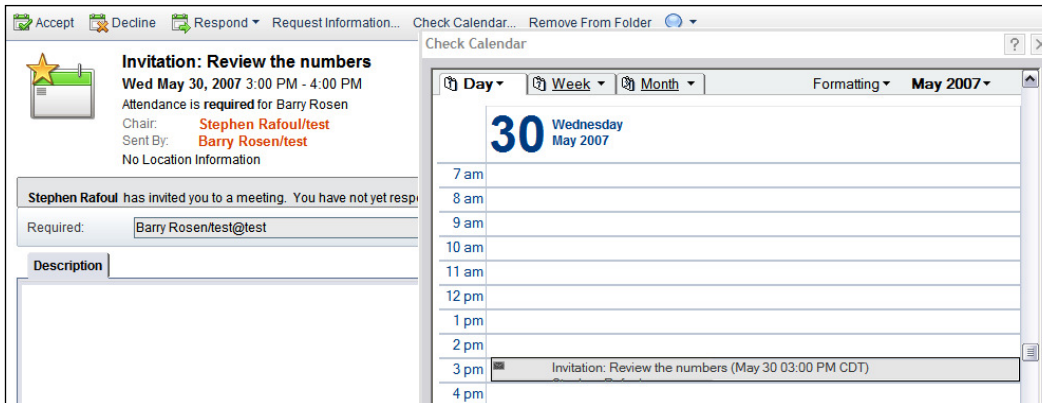 Accept Decline Respond Request Information... Check Calendar... Remove From Folder
Invitation: Review the numbers
Wed May 30, 2007 3:00 PM - 4:00 PM
Attendance is required for Barry Rosen
Chair: Stephen Rafoul/test
Sent By: Barry Rosen/test
No Location Information
Stephen Rafoul has invited you to a meeting. You have not yet resp
Required: Barry Rosen/test@test
Description
Check Calendar ?
Day Week Month Formatting May 2007
30 Wednesday
May 2007
7 am
8 am
9 am
10 am
11 am
12 pm
1 pm
2 pm
3 pm Invitation: Review the numbers (May 30 03:00 PM CDT)
4 pm